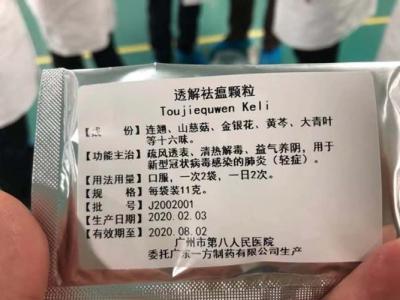 透解祛瘟颗粒
Toujiequwen Keli
【成　份】连翘、山慈菇、金银花、黄芩、大青叶
等十六味。
【功能主治】疏风透表、清热解毒、益气养阴，用于
新型冠状病毒感染的肺炎（轻症）。
【用法用量】口服，一次2袋，一日2次。
【规　格】每袋装11克。
【批　号】J2002001
【生产日期】2020.02.03
【有效期至】2020.08.02
广州市第八人民医院
委托广东一方制药有限公司生产